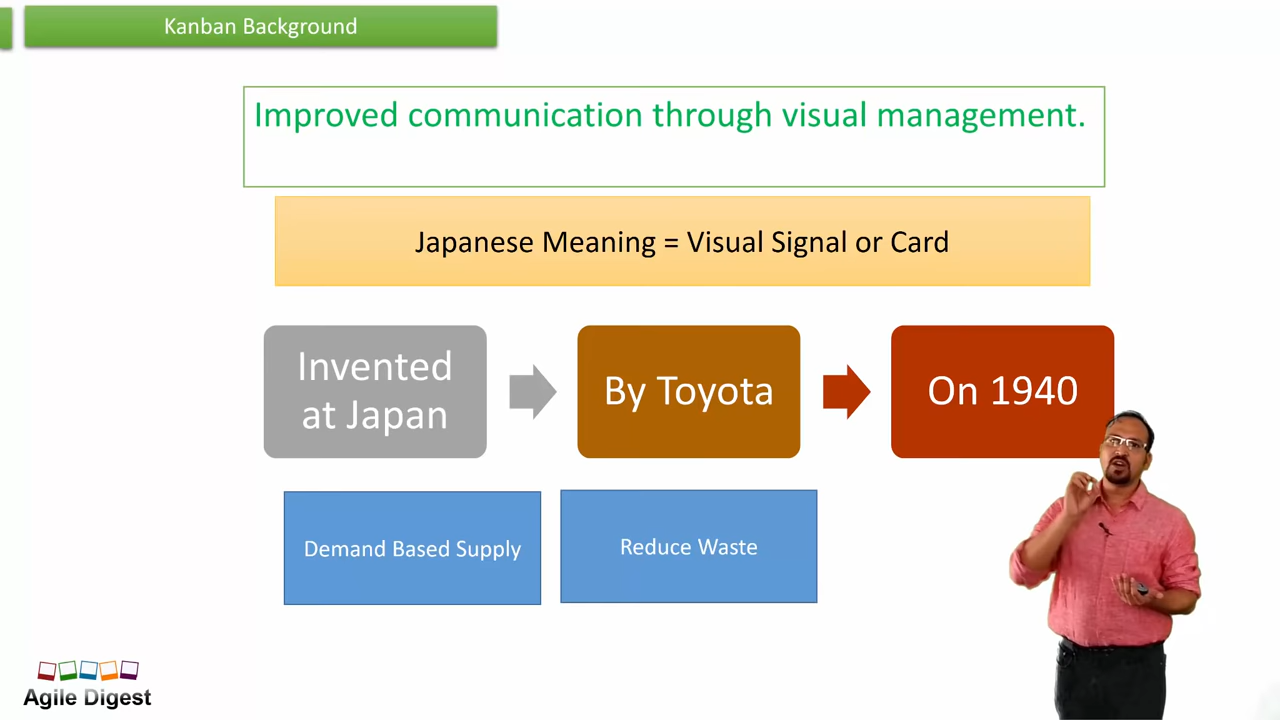 Kanban Background
Improved communication through visual management.
Japanese Meaning = Visual Signal or Card
Invented
at Japan
By Toyota
On 1940
Demand Based Supply
Reduce Waste
Agile Digest